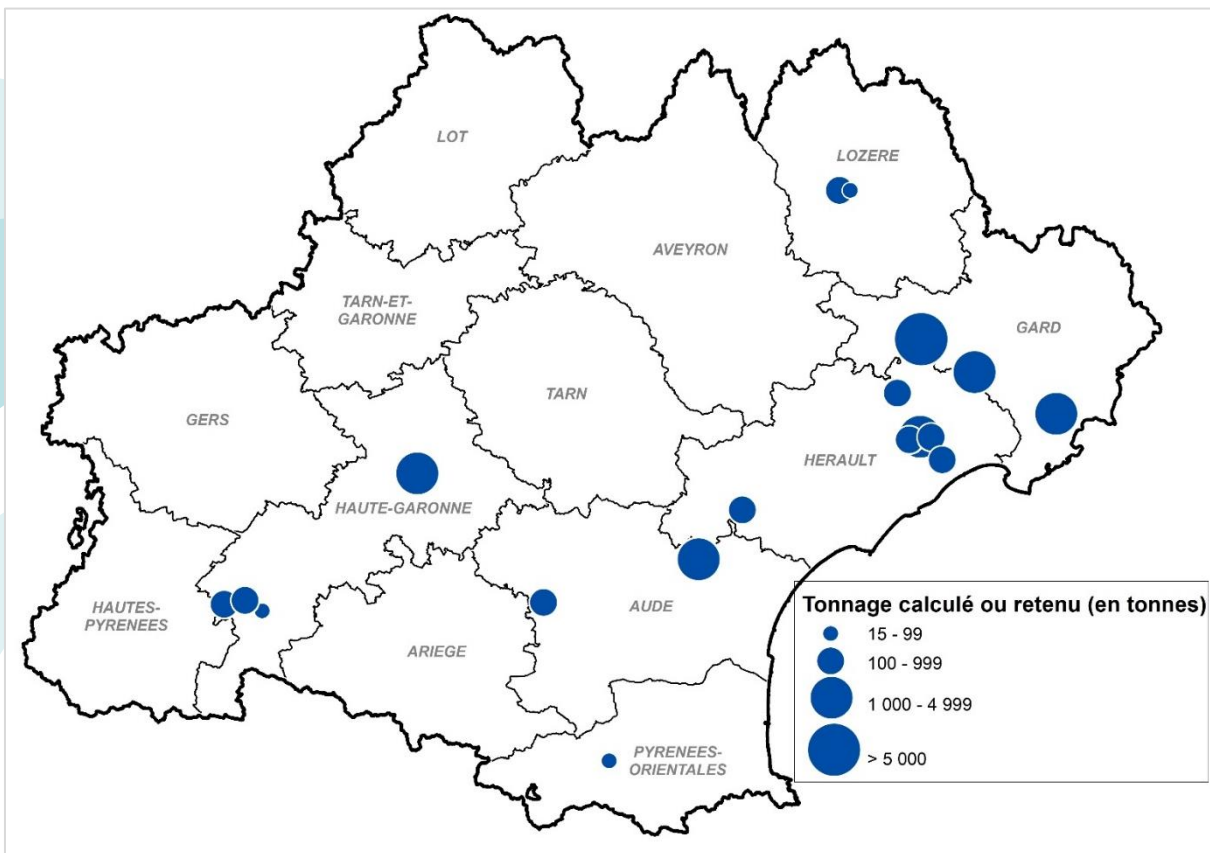 LOT
LOZERE
AVEYRON
TARN-ET-
GARONNE
GARD
GERS
TARN
HERAULT
HAUTE-GARONNE
HAUTES-
PYRENEES
AUDE
ARIEGE
PYRENEES-
ORIENTALES
Tonnage calculé ou retenu (en tonnes)
15 - 99
100 - 999
1 000 - 4 999
> 5 000